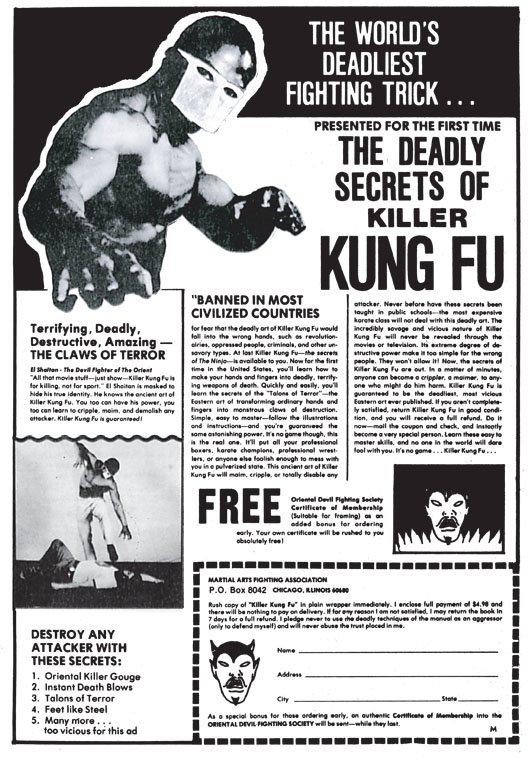 THE WORLD'S
DEADLIEST
FIGHTING TRICK . . .
PRESENTED FOR THE FIRST TIME
THE DEADLY
SECRETS OF
KILLER
KUNG FU
Terrifying, Deadly,
Destructive, Amazing —
THE CLAWS OF TERROR
El Shaitan - The Devil Fighter of The Orient
"All that movie stuff—just show—Killer Kung Fu is
for killing, not for sport." El Shaitan is masked to
hide his true identity. He knows the ancient art of
Killer Kung Fu. You too can have his power, you
too can learn to cripple, maim, and demolish any
attacker. Killer Kung Fu is guaranteed!
DESTROY ANY
ATTACKER WITH
THESE SECRETS:
1. Oriental Killer Gouge
2. Instant Death Blows
3. Talons of Terror
4. Feet like Steel
5. Many more . . .
too vicious for this ad
"BANNED IN MOST
CIVILIZED COUNTRIES
for fear that the deadly art of Killer Kung Fu would
fall into the wrong hands, such as revolution-
airies, oppressed people, criminals, and other un-
savory types. At last Killer Kung Fu—the secrets
of The Ninja—is available to you. Now for the first
time in the United States, you'll learn how to
make your hands and fingers into deadly, terrify-
ing weapons of death. Quickly and easily, you'll
learn the secrets of the "Talons of Terror"—the
Eastern art of transforming ordinary hands and
fingers into monstrous claws of destruction.
Simple, easy to master—follow the illustrations
and instructions—and you're guaranteed the
same astonishing power. It's no game though, this
is the real one. It'll put all your professional
boxers, karate champions, professional wrest-
lers, or anyone else foolish enough to mess with
you in a pulverized state. This ancient art of Killer
Kung Fu will maim, cripple, or totally disable any
attacker. Never before have these secrets been
taught in public schools—the most expensive
karate class will not deal with this deadly art. The
incredibly savage and vicious nature of Killer
Kung Fu will never be revealed through the
movies or television. Its extreme degree of de-
structive power make it too simple for the wrong
people. They won't allow it! Now, the secrets of
Killer Kung Fu are out. In a matter of minutes,
anyone can become a crippler, a maimer, to any-
one who might do him harm. Killer Kung Fu is
guaranteed to be the deadliest, most vicious
Eastern art ever published. If you aren't complete-
ly satisfied, return Killer Kung Fu in good condi-
tion, and you will receive a full refund. Do it
now—mail the coupon and check, and instantly
become a very special person. Learn these easy to
master skills, and no one in the world will dare
fool with you. It's no game . . . Killer Kung Fu . . .
FREE
Oriental Devil Fighting Society
Certificate of Membership
(Suitable for framing) as an
added bonus for ordering
early. Your own certificate will be rushed to you
absolutely free!
MARTIAL ARTS FIGHTING ASSOCIATION
P.O. Box 8042 CHICAGO, ILLINOIS 60680
Rush copy of "Killer Kung Fu" in plain wrapper immediately. I enclose full payment of $4.98 and
there will be nothing to pay on delivery. If for any reason I am not satisfied, I may return the book in
7 days for a full refund. I pledge never to use the deadly techniques of the manual as an aggressor
(only to defend myself) and will never abuse the trust placed in me.
Name
Address
City State
As a special bonus for those ordering early, an authentic Certificate of Membership into the
ORIENTAL DEVIL FIGHTING SOCIETY will be sent—while they last.
M